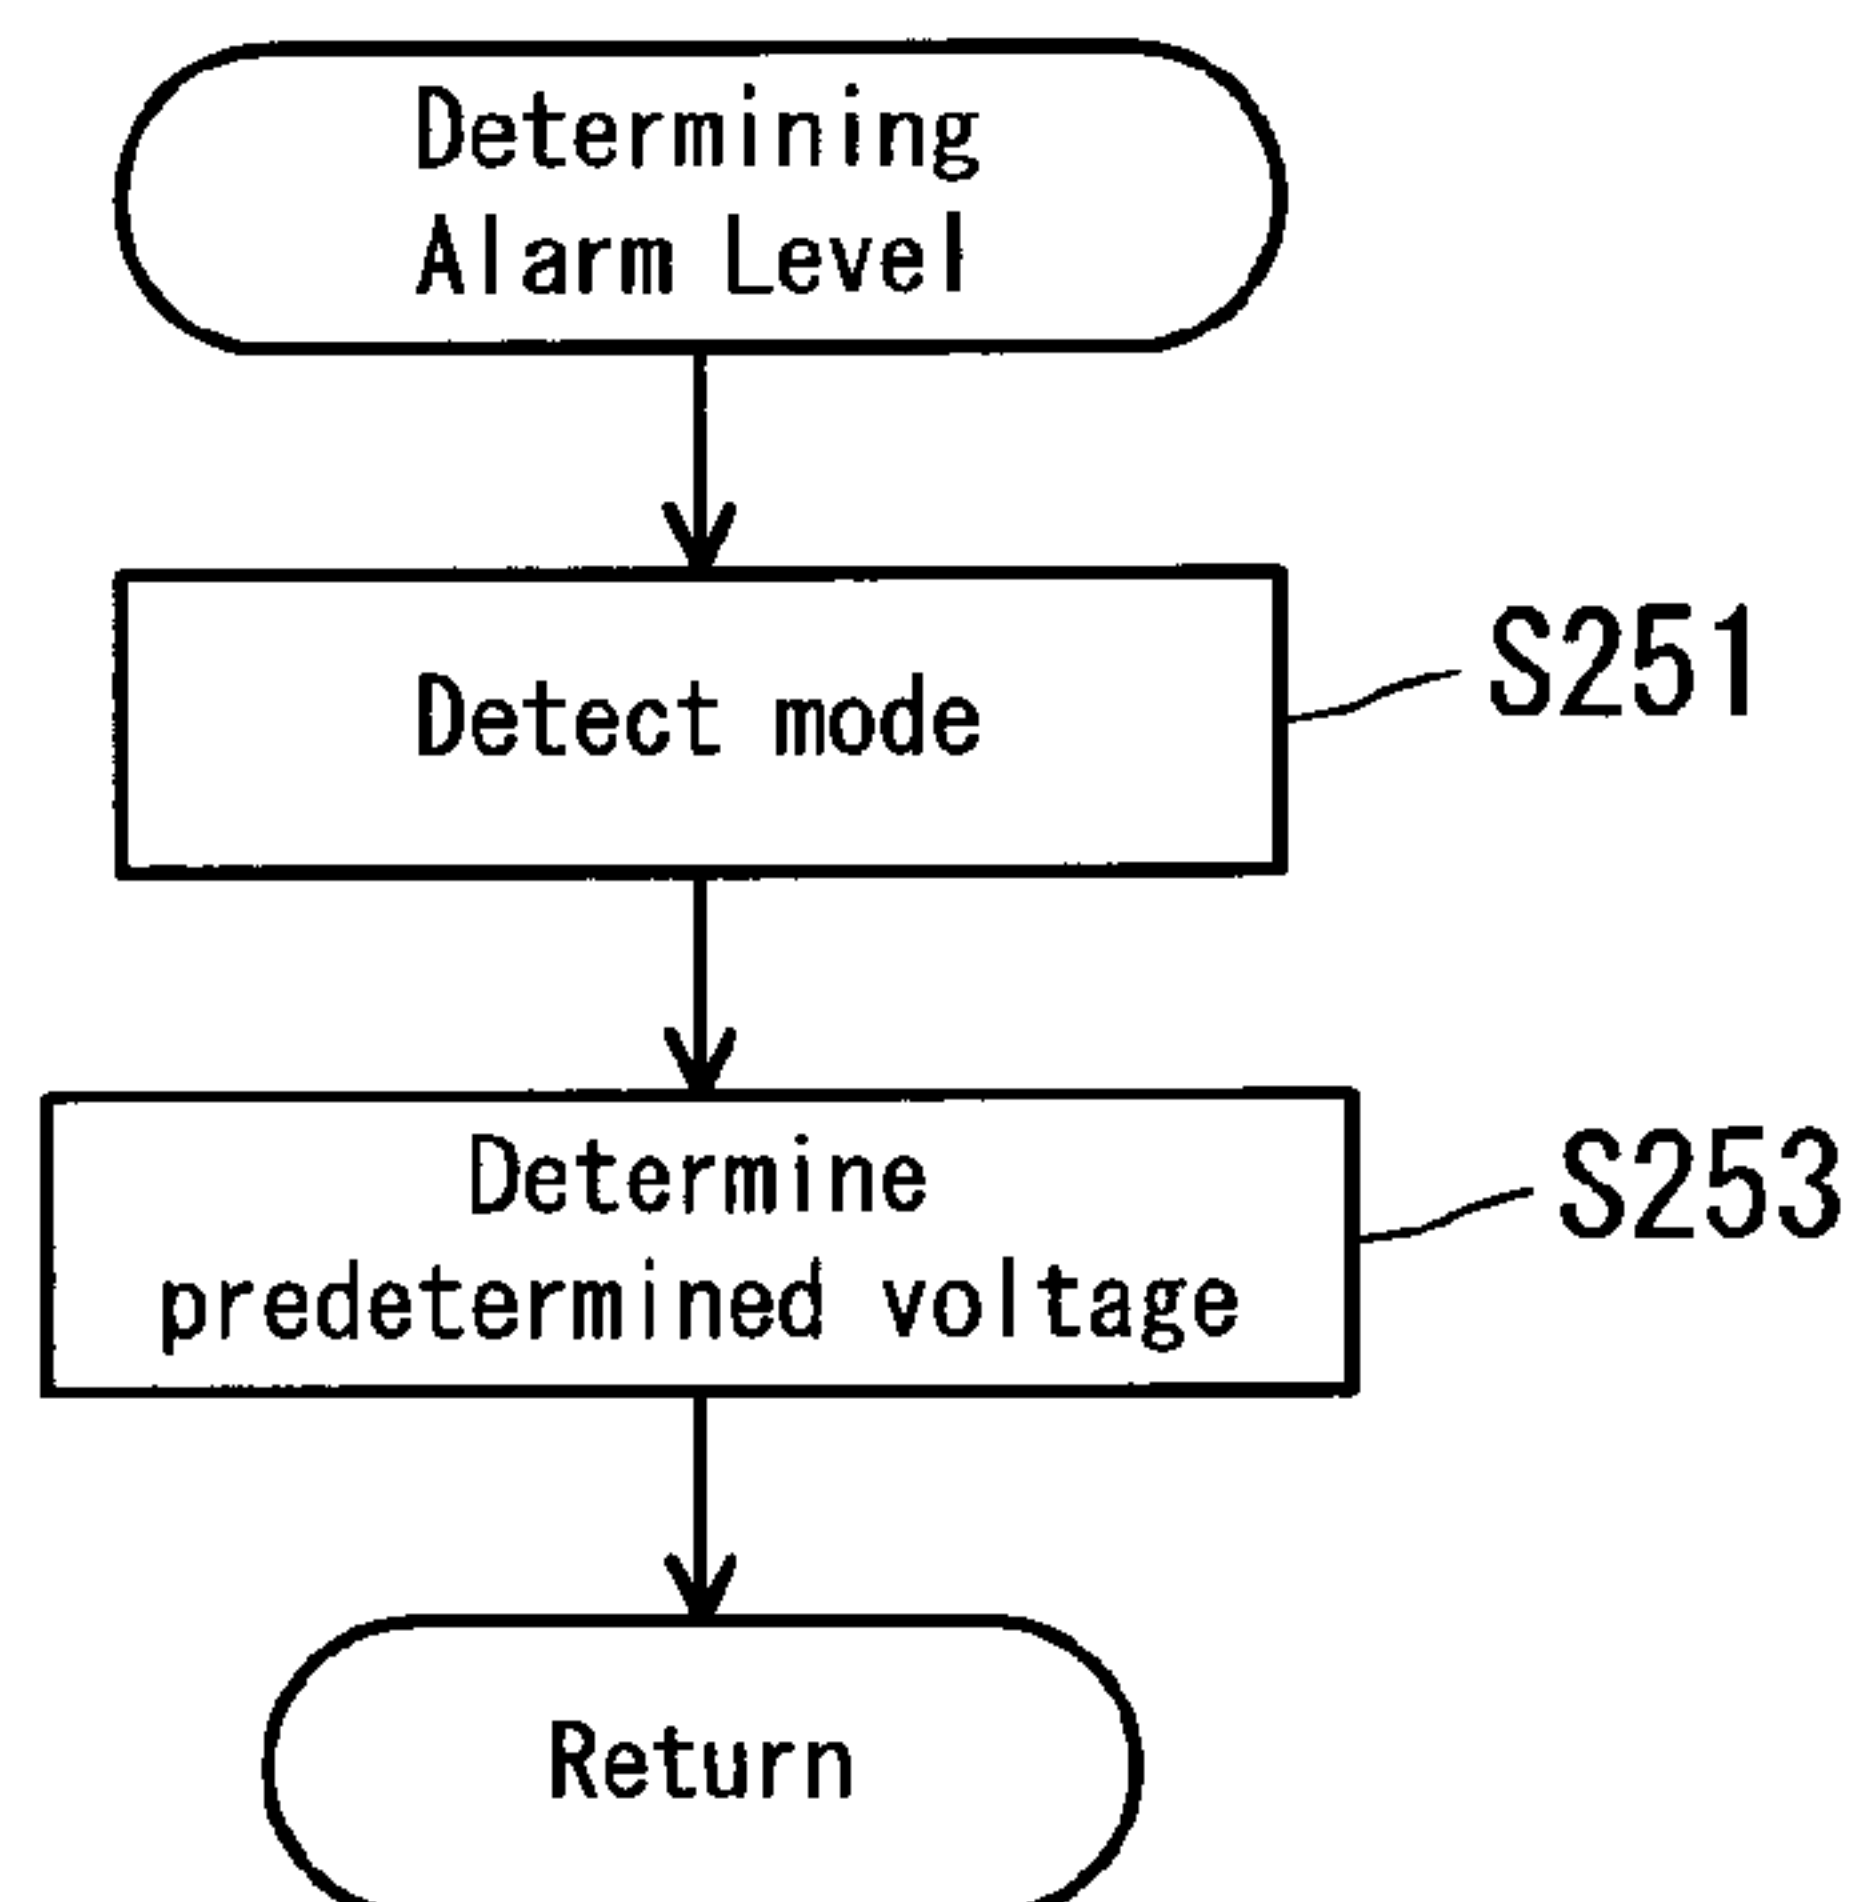 Determining
Alarm Level
Detect mode
S251
Determine
predetermined voltage
S253
Return